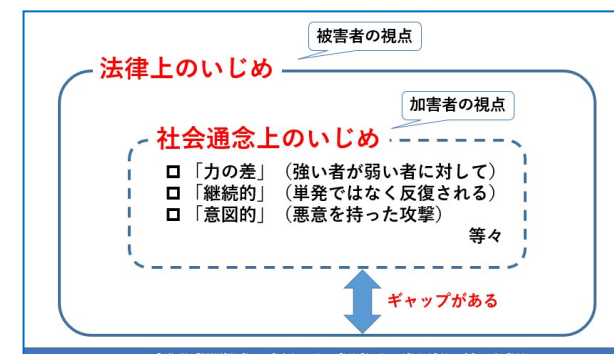 被害者の視点
法律上のいじめ
加害者の視点
社会通念上のいじめ
「力の差」（強い者が弱い者に対して）
「継続的」（単発ではなく反復される）
「意図的」（悪意を持った攻撃）
等々
ギャップがある